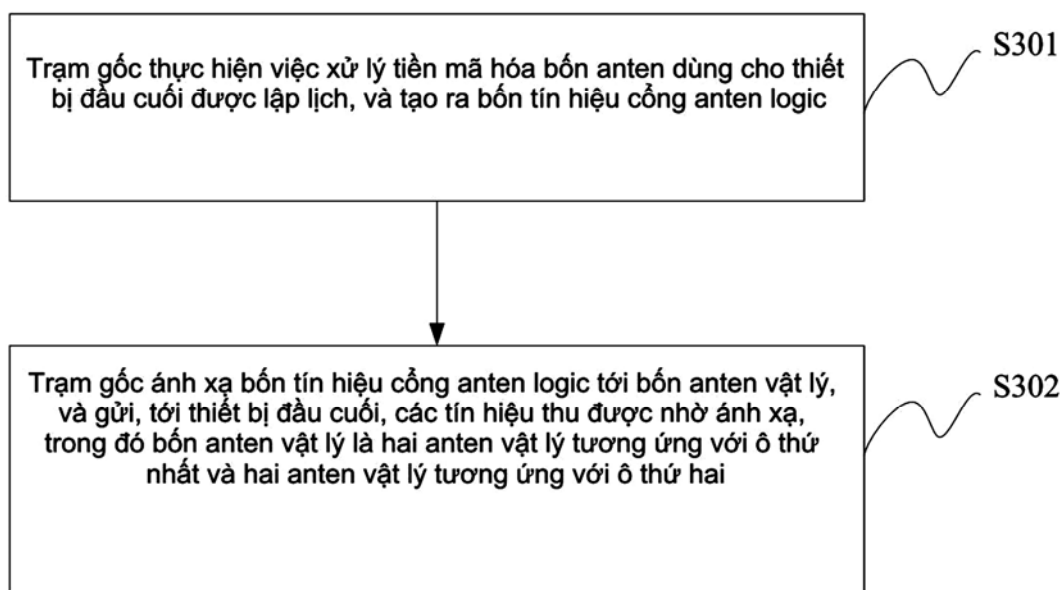 Trạm gốc thực hiện việc xử lý tiền mã hóa bốn anten dùng cho thiết
bị đầu cuối được lập lịch, và tạo ra bốn tín hiệu cổng anten logic
S301
Trạm gốc ánh xạ bốn tín hiệu cổng anten logic tới bốn anten vật lý,
và gửi, tới thiết bị đầu cuối, các tín hiệu thu được nhờ ánh xạ,
trong đó bốn anten vật lý là hai anten vật lý tương ứng với ô thứ
nhất và hai anten vật lý tương ứng với ô thứ hai
S302